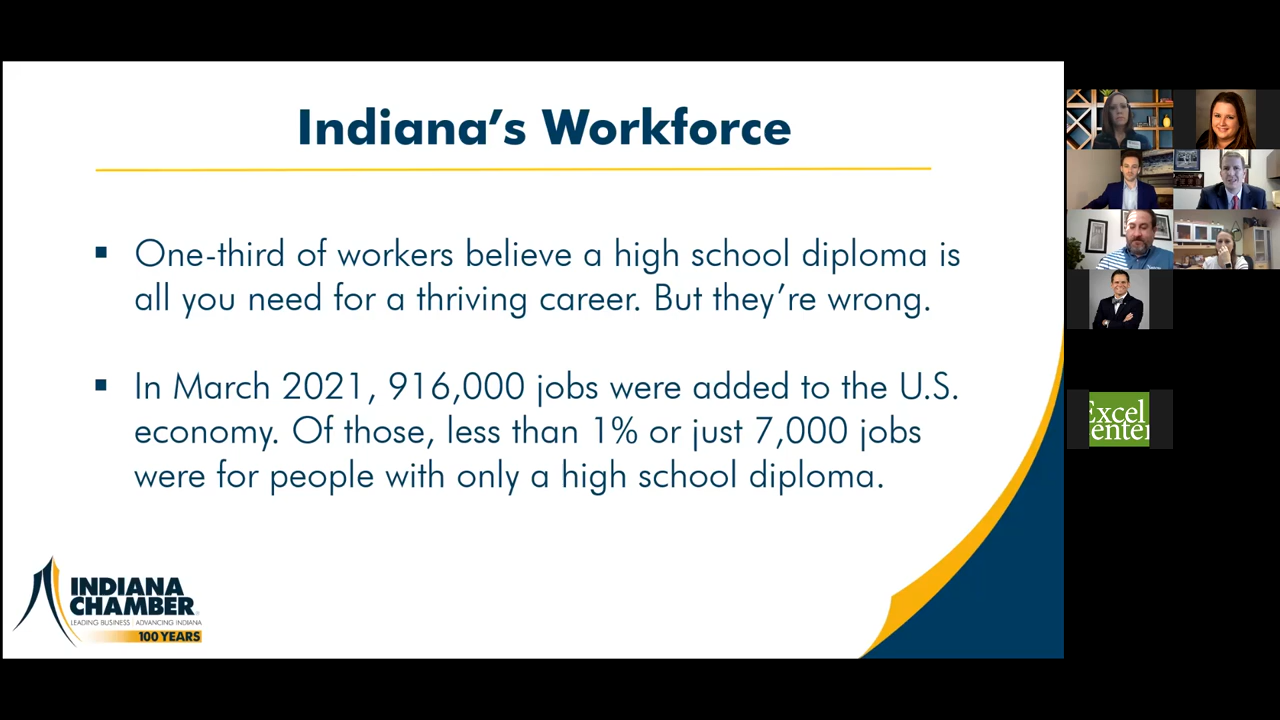 Indiana’s Workforce
▪ One-third of workers believe a high school diploma is
all you need for a thriving career. But they’re wrong.
▪ In March 2021, 916,000 jobs were added to the U.S.
economy. Of those, less than 1% or just 7,000 jobs
were for people with only a high school diploma.
INDIANA
CHAMBER
LEADING BUSINESS ADVANCING INDIANA
100 YEARS
Excel
enter